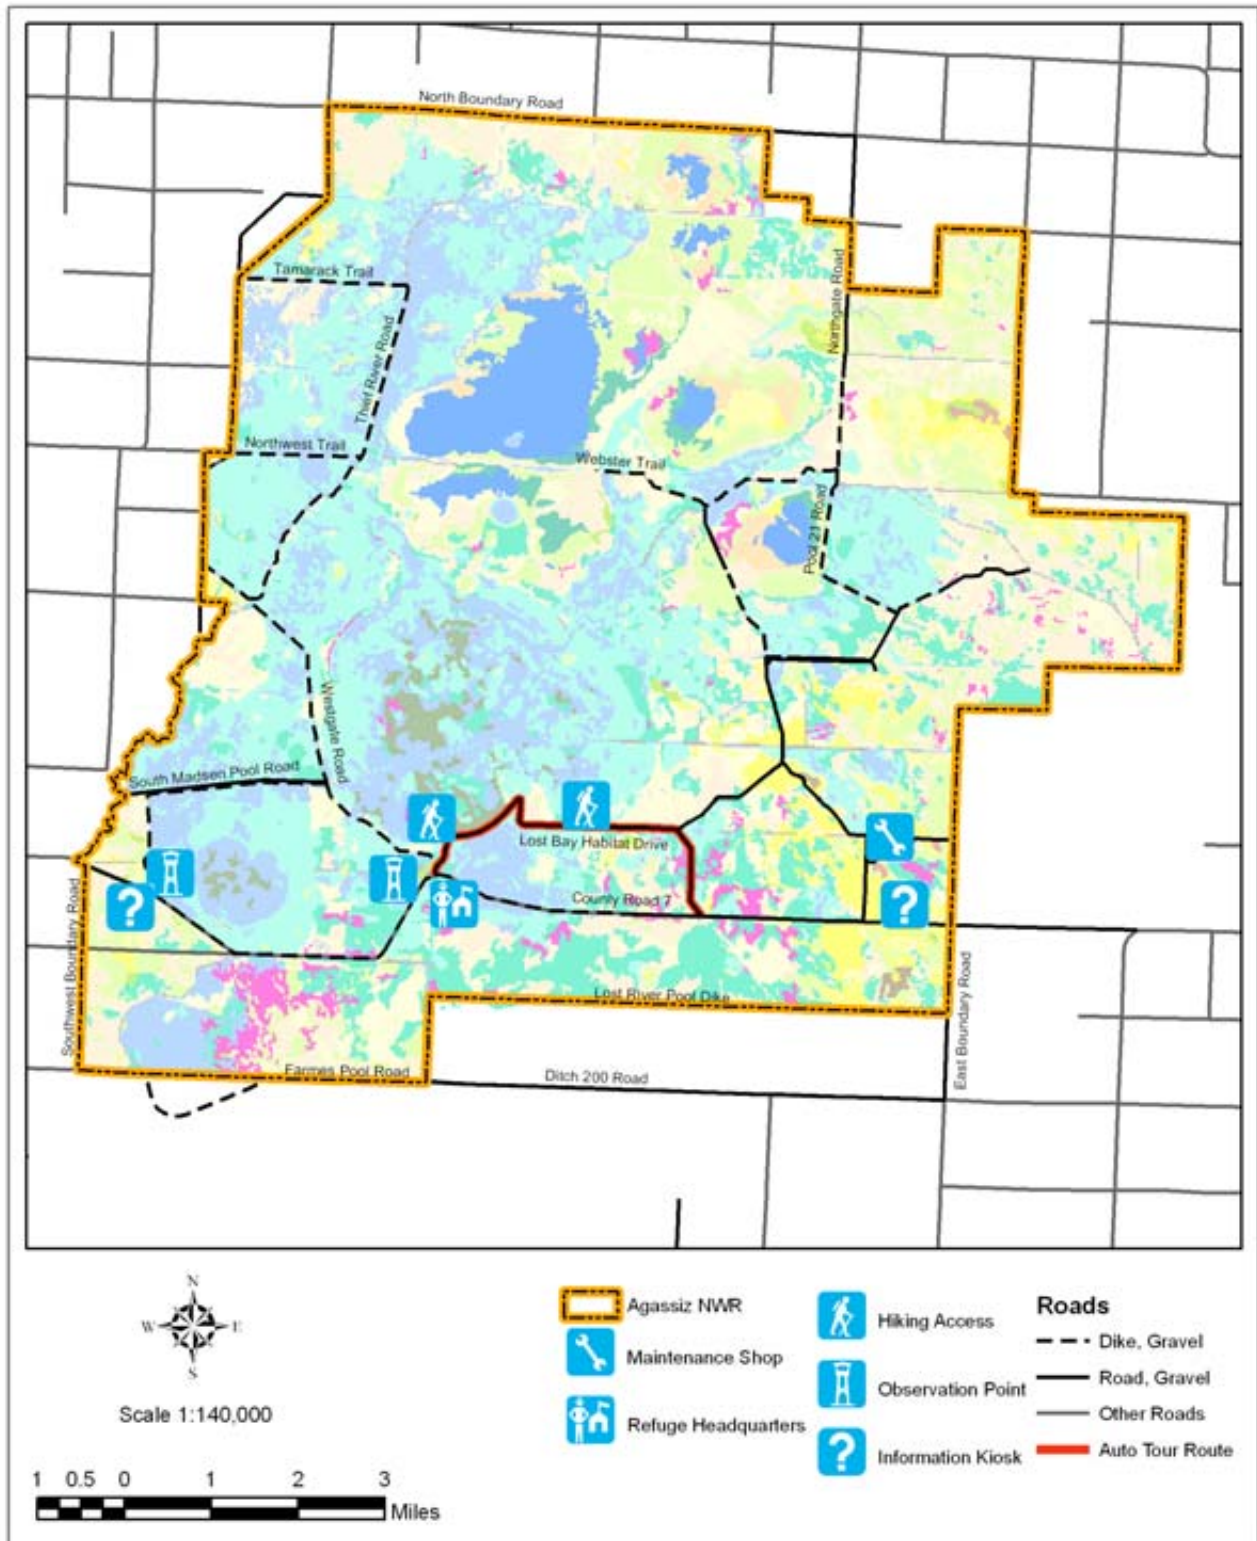 North Boundary Road
Tamarack Trail
Northgate Road
Thief River Road
Northwest Trail
Webster Trail
Pool 21 Road
Westgate Road
South Madsen Pool Road
Lost Bay Habitat Drive
County Road 7
Southwest Boundary Road
East Boundary Road
Lost River Pool Dike
Farmes Pool Road
Ditch 200 Road
?
?
N
W E
S
Scale 1:140,000
1 0.5 0 1 2 3
Miles
Agassiz NWR
Maintenance Shop
Refuge Headquarters
Hiking Access
Observation Point
?
Information Kiosk
Roads
Dike, Gravel
Road, Gravel
Other Roads
Auto Tour Route